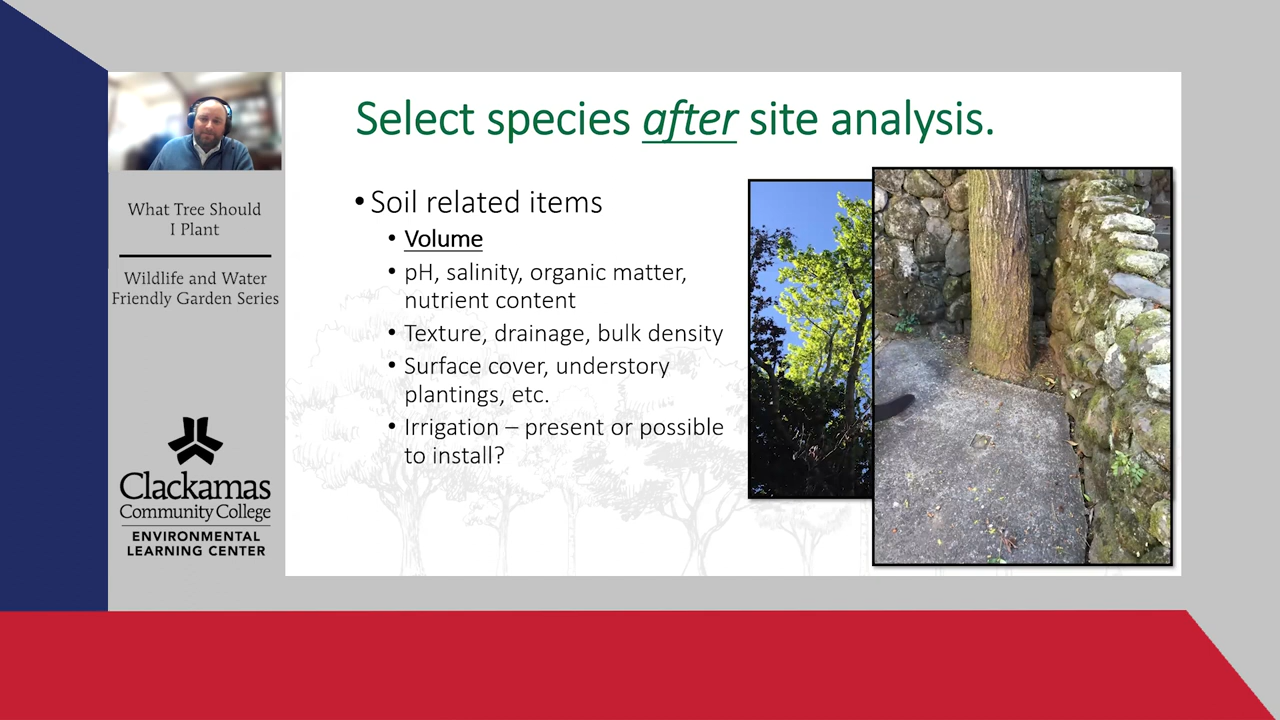 Select species after site analysis.
What Tree Should
I Plant
Wildlife and Water
Friendly Garden Series
Clackamas
Community College
ENVIRONMENTAL
LEARNING CENTER
• Soil related items
• Volume
• pH, salinity, organic matter,
nutrient content
• Texture, drainage, bulk density
• Surface cover, understory
plantings, etc.
• Irrigation – present or possible
to install?